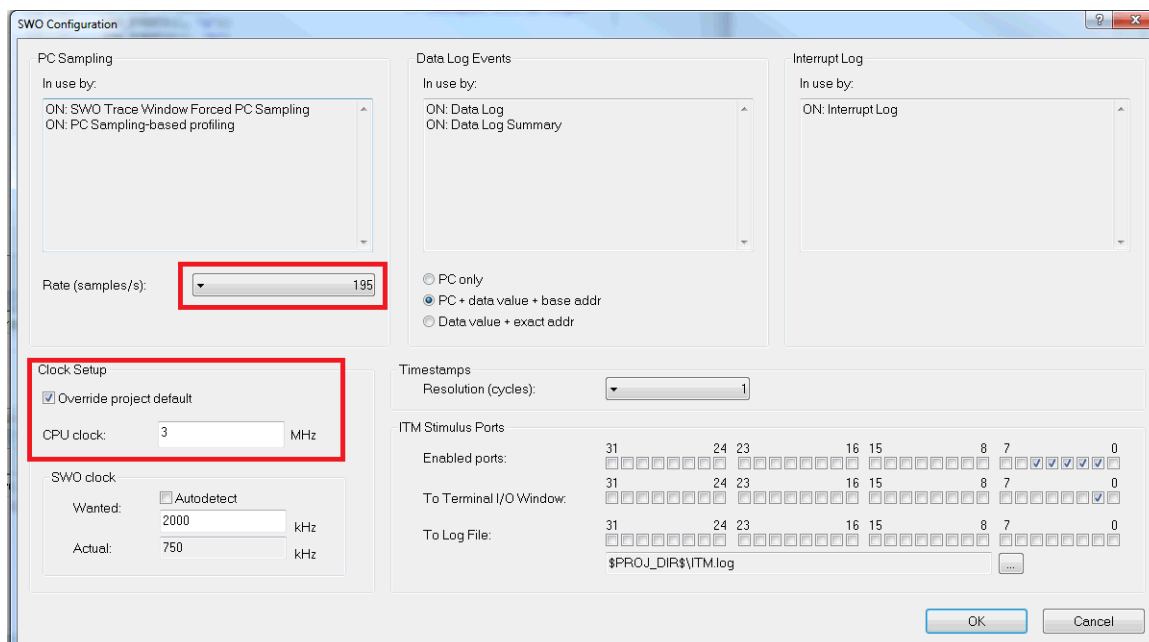 SWO Configuration
PC Sampling
In use by:
ON: SWO Trace Window Forced PC Sampling
ON: PC Sampling-based profiling
Rate (samples/s):
195
Data Log Events
In use by:
ON: Data Log
ON: Data Log Summary
PC only
PC + data value + base addr
Data value + exact addr
Interrupt Log
In use by:
ON: Interrupt Log
Clock Setup
Override project default
CPU clock: 3 MHz
SWO clock
Autodetect
Wanted: 2000 kHz
Actual: 750 kHz
Timestamps
Resolution (cycles): 1
ITM Stimulus Ports
31 24 23 16 15 8 7 0
Enabled ports:
31 24 23 16 15 8 7 0
To Terminal I/O Window:
31 24 23 16 15 8 7 0
To Log File:
$PROJ_DIR$\ITM.log
...
OK Cancel